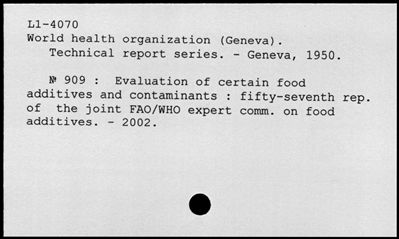 L1-4070
World health organization (Geneva).
Technical report series. - Geneva, 1950.
№ 909 : Evaluation of certain food
additives and contaminants : fifty-seventh rep.
of the joint FAO/WHO expert comm. on food
additives. - 2002.